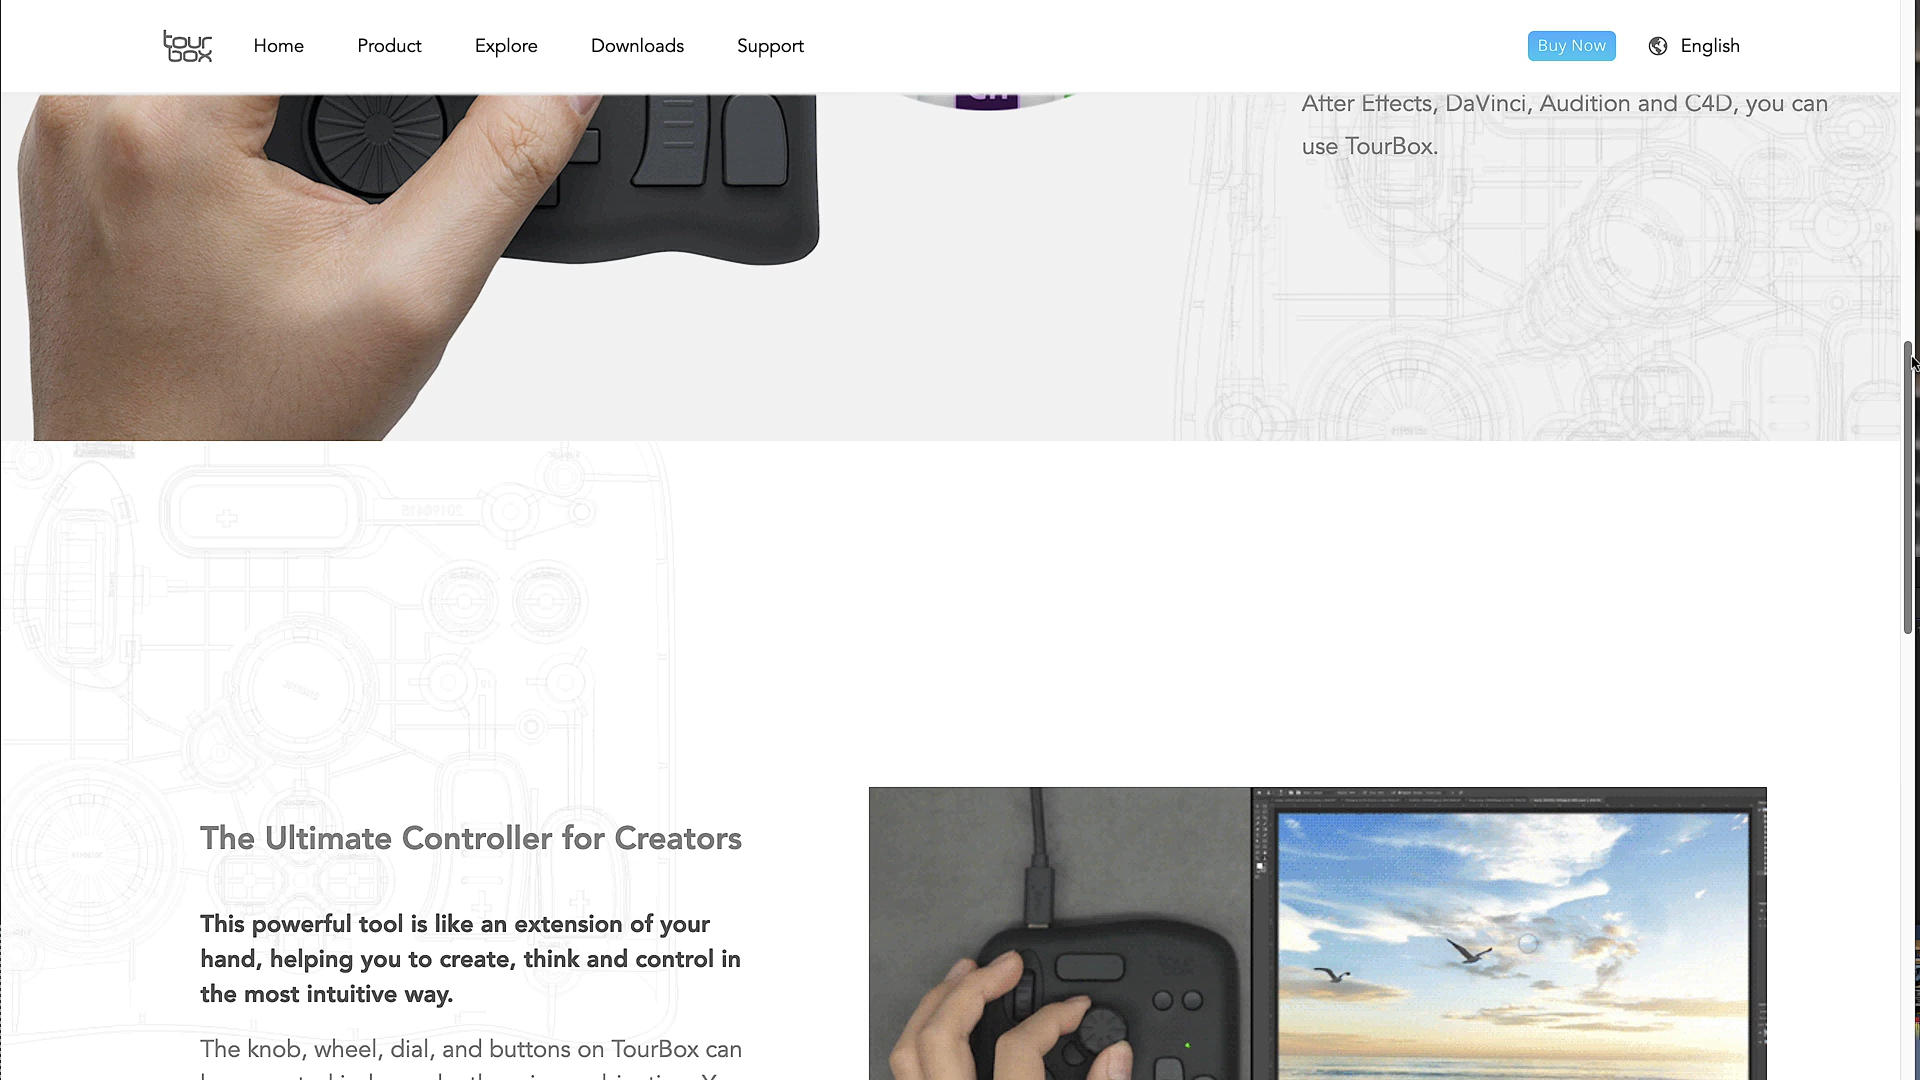 tour box
Home
Product
Explore
Downloads
Support
Buy Now
English
After Effects, DaVinci, Audition and C4D, you can
use TourBox.
20190415
The Ultimate Controller for Creators
This powerful tool is like an extension of your
hand, helping you to create, think and control in
the most intuitive way.
The knob, wheel, dial, and buttons on TourBox can